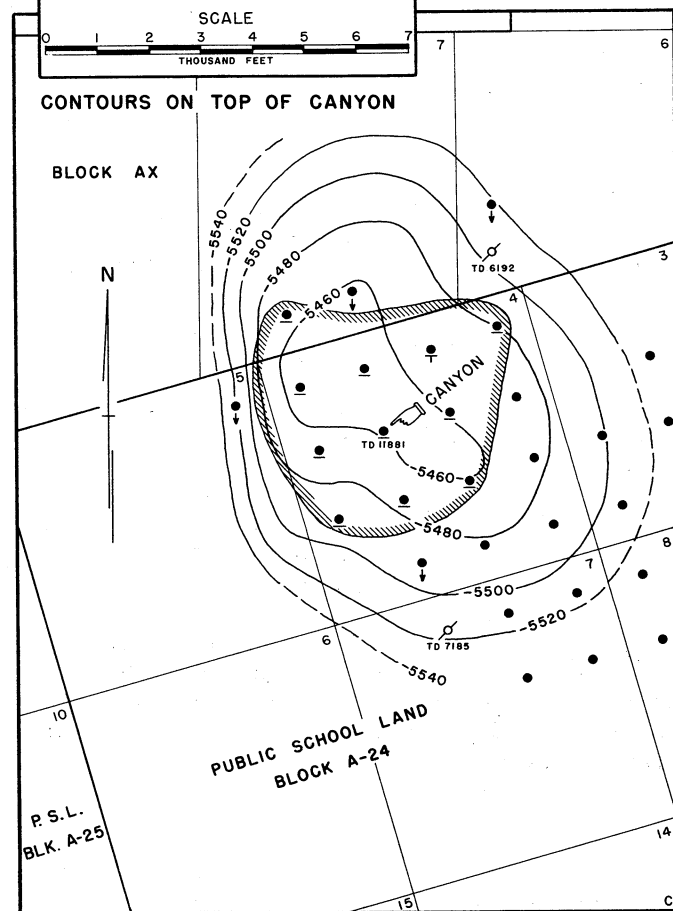 SCALE
0 1 2 3 4 5 6 7
THOUSAND FEET
7
6
CONTOURS ON TOP OF CANYON
BLOCK AX
-5540
-5520
-5500
-5480
-5460
N
TD 6192
3
4
5
CANYON
TD 11881
-5460
-5480
-5500
-5520
-5540
8
7
6
TD 7185
10
PUBLIC SCHOOL LAND
BLOCK A-24
P. S. L.
BLK. A-25
14
15
C